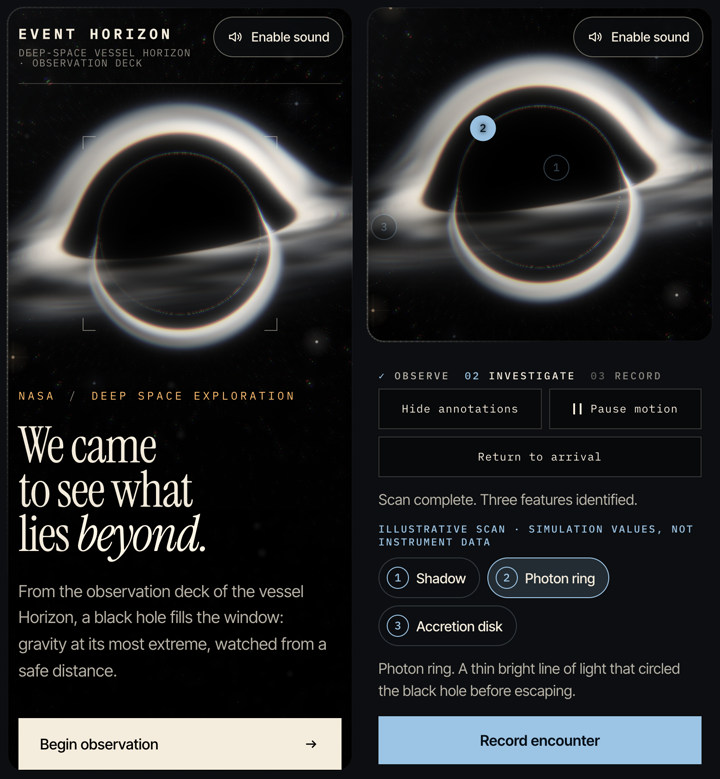 EVENT HORIZON
DEEP-SPACE VESSEL HORIZON
· OBSERVATION DECK
Enable sound
NASA / DEEP SPACE EXPLORATION
We came
to see what
lies beyond.
From the observation deck of the vessel
Horizon, a black hole fills the window:
gravity at its most extreme, watched from a
safe distance.
Begin observation →
Enable sound
2
1
3
✓ OBSERVE 02 INVESTIGATE 03 RECORD
Hide annotations
Pause motion
Return to arrival
Scan complete. Three features identified.
ILLUSTRATIVE SCAN · SIMULATION VALUES, NOT
INSTRUMENT DATA
1 Shadow
2 Photon ring
3 Accretion disk
Photon ring. A thin bright line of light that circled
the black hole before escaping.
Record encounter